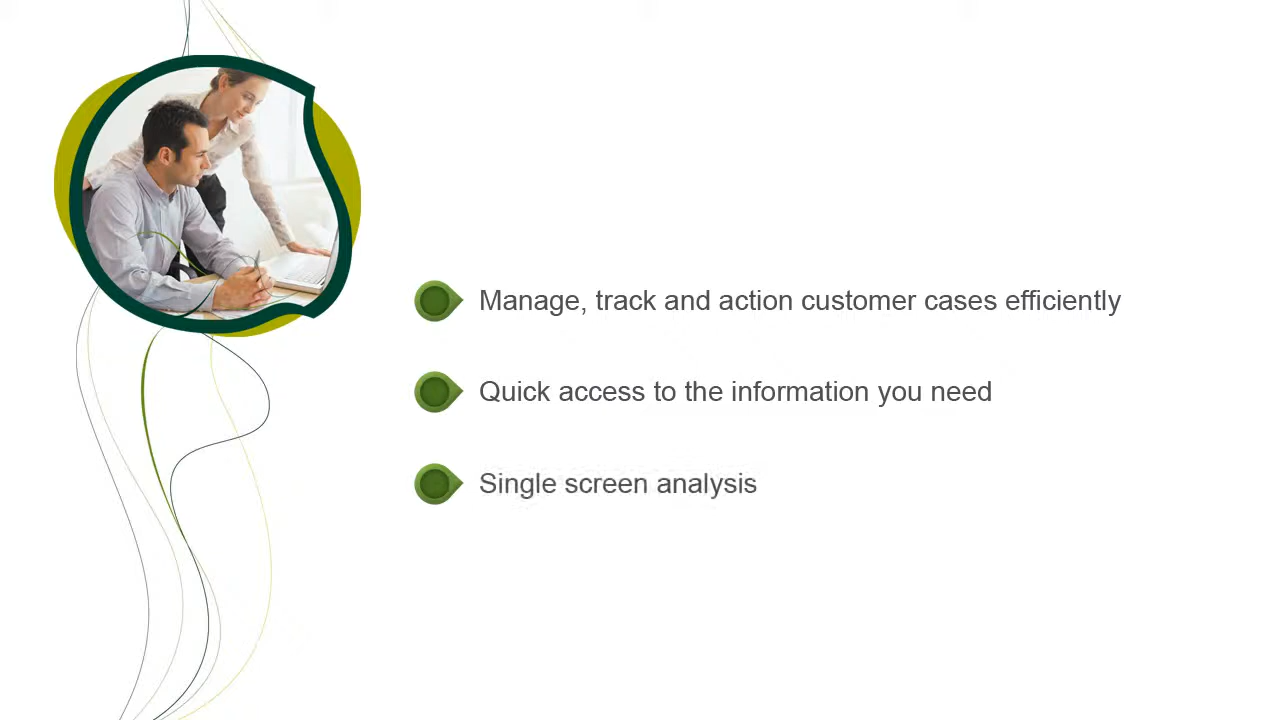 Manage, track and action customer cases efficiently
Quick access to the information you need
Single screen analysis